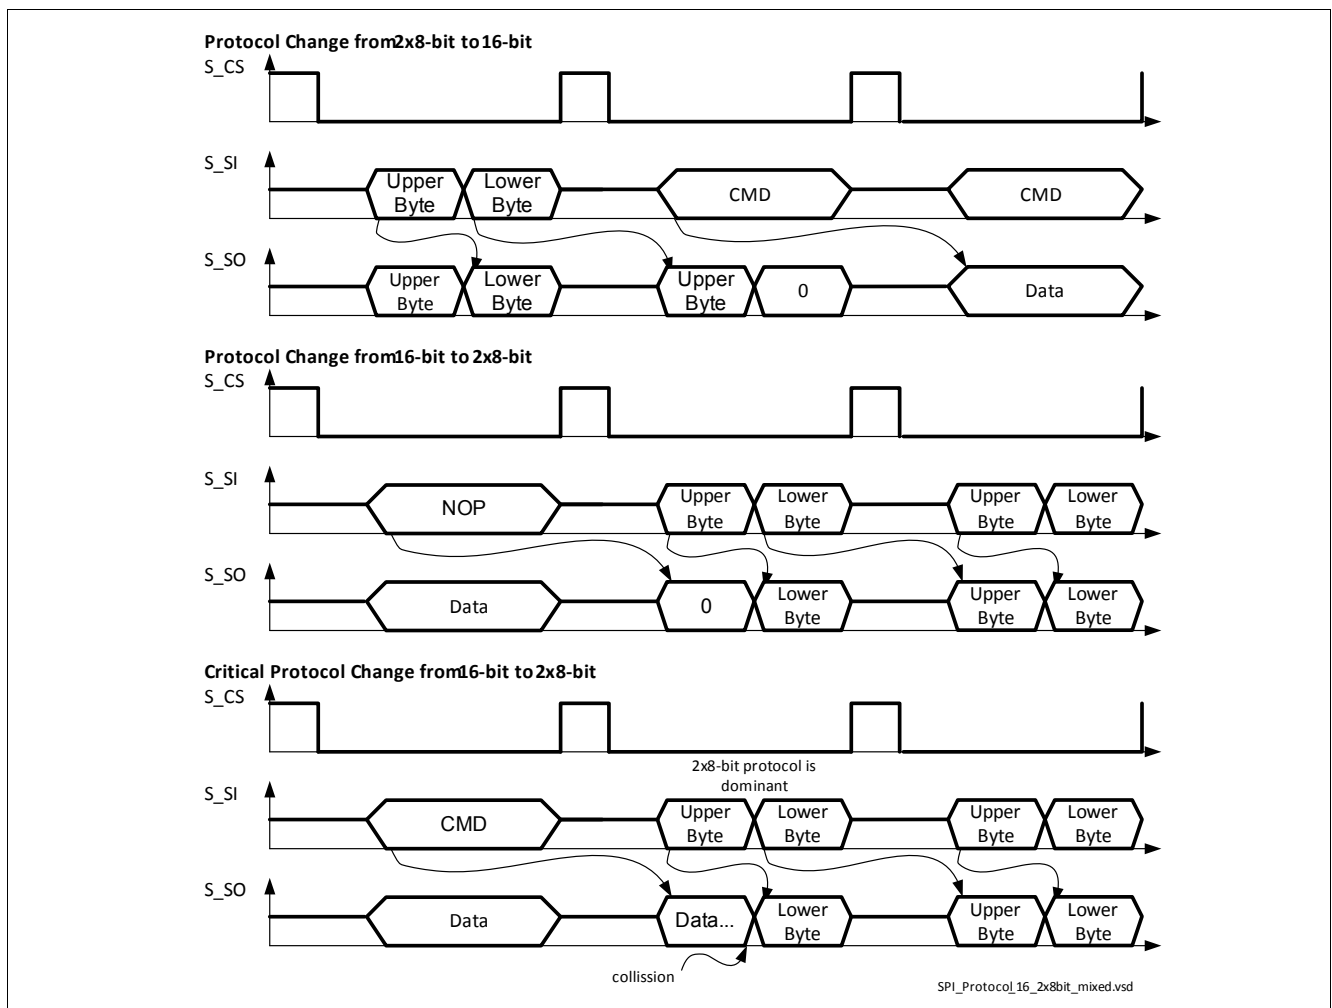 Protocol Change from2x8-bit to16-bit
S_CS
S_SI
Upper Byte
Lower Byte
CMD
CMD
S_SO
Upper Byte
Lower Byte
Upper Byte
0
Data
Protocol Change from16-bit to 2x8-bit
S_CS
S_SI
NOP
Upper Byte
Lower Byte
Upper Byte
Lower Byte
S_SO
Data
0
Lower Byte
Upper Byte
Lower Byte
Critical Protocol Change from16-bit to2x8-bit
S_CS
2x8-bit protocol is
dominant
S_SI
CMD
Upper Byte
Lower Byte
Upper Byte
Lower Byte
S_SO
Data
Data...
Lower Byte
Upper Byte
Lower Byte
collission
SPI_Protocol_16_2x8bit_mixed.vsd